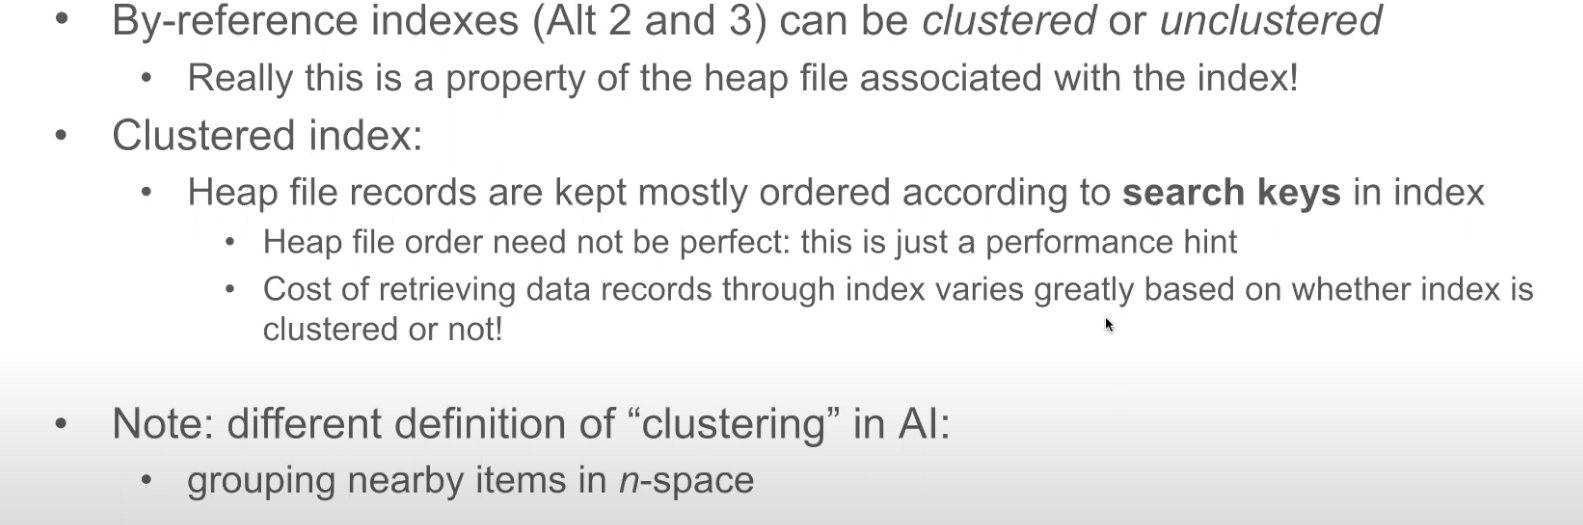 • By-reference indexes (Alt 2 and 3) can be clustered or unclustered
• Really this is a property of the heap file associated with the index!
• Clustered index:
• Heap file records are kept mostly ordered according to search keys in index
• Heap file order need not be perfect: this is just a performance hint
• Cost of retrieving data records through index varies greatly based on whether index is
clustered or not!
• Note: different definition of “clustering” in AI:
• grouping nearby items in n-space